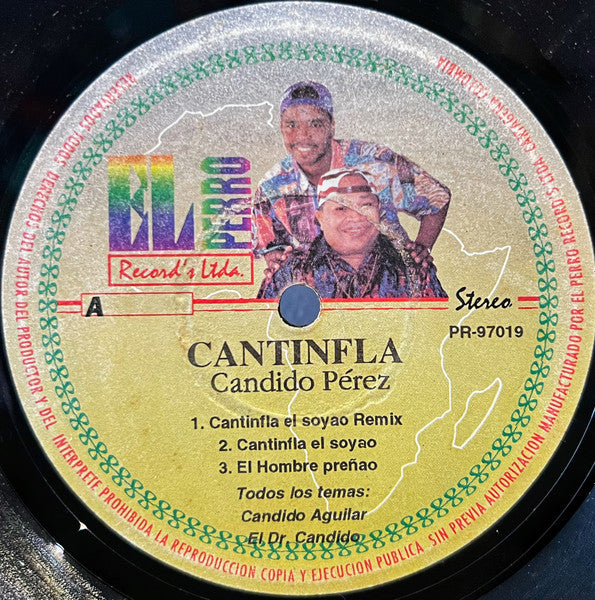 EL
PERRO
Record's Ltda.
A
Stereo
PR-97019
CANTINFLA
Candido Pérez
1. Cantinfla el soyao Remix
2. Cantinfla el soyao
3. El Hombre preñao
Todos los temas:
Candido Aguilar
El Dr. Candido
TODOS DERECHOS DEL AUTOR DEL PRODUCTOR Y DEL INTERPRETE PROHIBIDA LA REPRODUCCION COPIA Y EJECUCION PUBLICA SIN PREVIA AUTORIZACION MANUFACTURADO POR EL PERRO RECORD'S LTDA. CARTAGENA